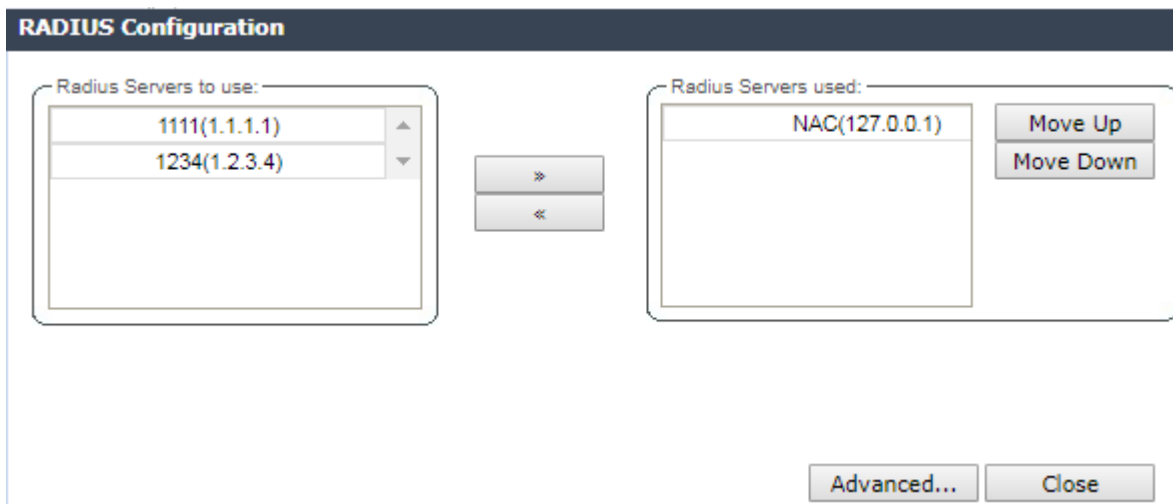 RADIUS Configuration
Radius Servers to use:
1111(1.1.1.1)
1234(1.2.3.4)
»
«
Radius Servers used:
NAC(127.0.0.1)
Move Up
Move Down
Advanced...
Close